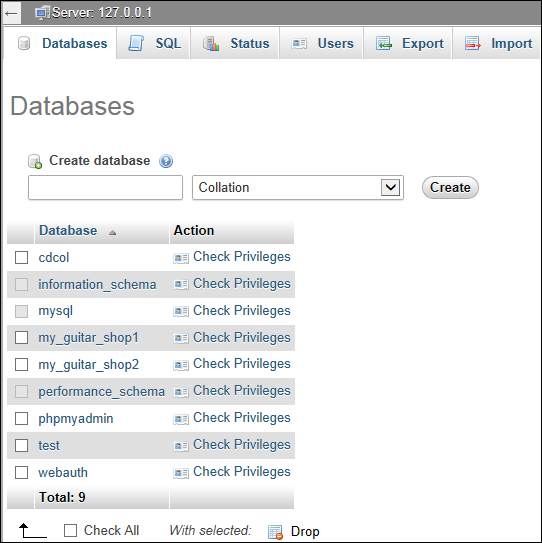 Server: 127.0.0.1
Databases SQL Status Users Export Import
Databases
Create database
Collation Create
Database Action
cdcol Check Privileges
information_schema Check Privileges
mysql Check Privileges
my_guitar_shop1 Check Privileges
my_guitar_shop2 Check Privileges
performance_schema Check Privileges
phpmyadmin Check Privileges
test Check Privileges
webauth Check Privileges
Total: 9
Check All With selected: Drop